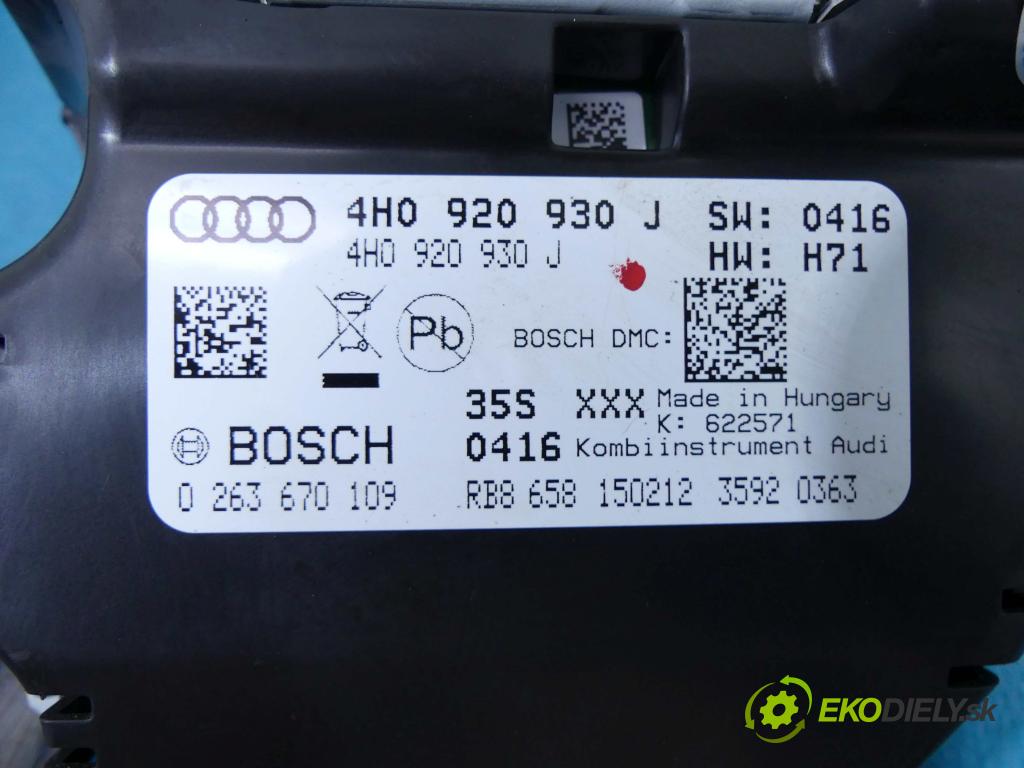 4H0 920 930 J SW: 0416
4H0 920 930 J HW: H71
Pb BOSCH DMC:
35S XXX Made in Hungary
K: 622571
BOSCH 0416 Kombiinstrument Audi
0 263 670 109 RB8 658 150212 3592 0363
EKODIELY.sk